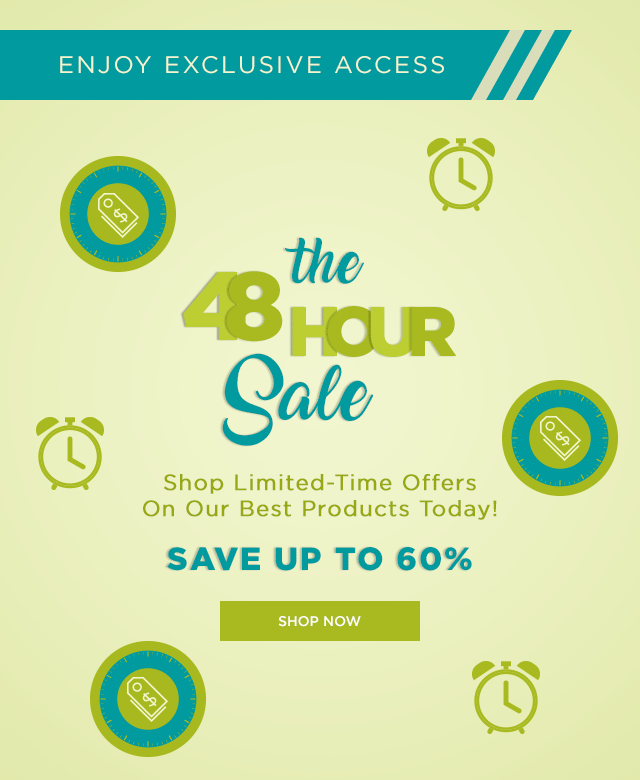 ENJOY EXCLUSIVE ACCESS
the
48 HOUR
Sale
Shop Limited-Time Offers
On Our Best Products Today!
SAVE UP TO 60%
SHOP NOW